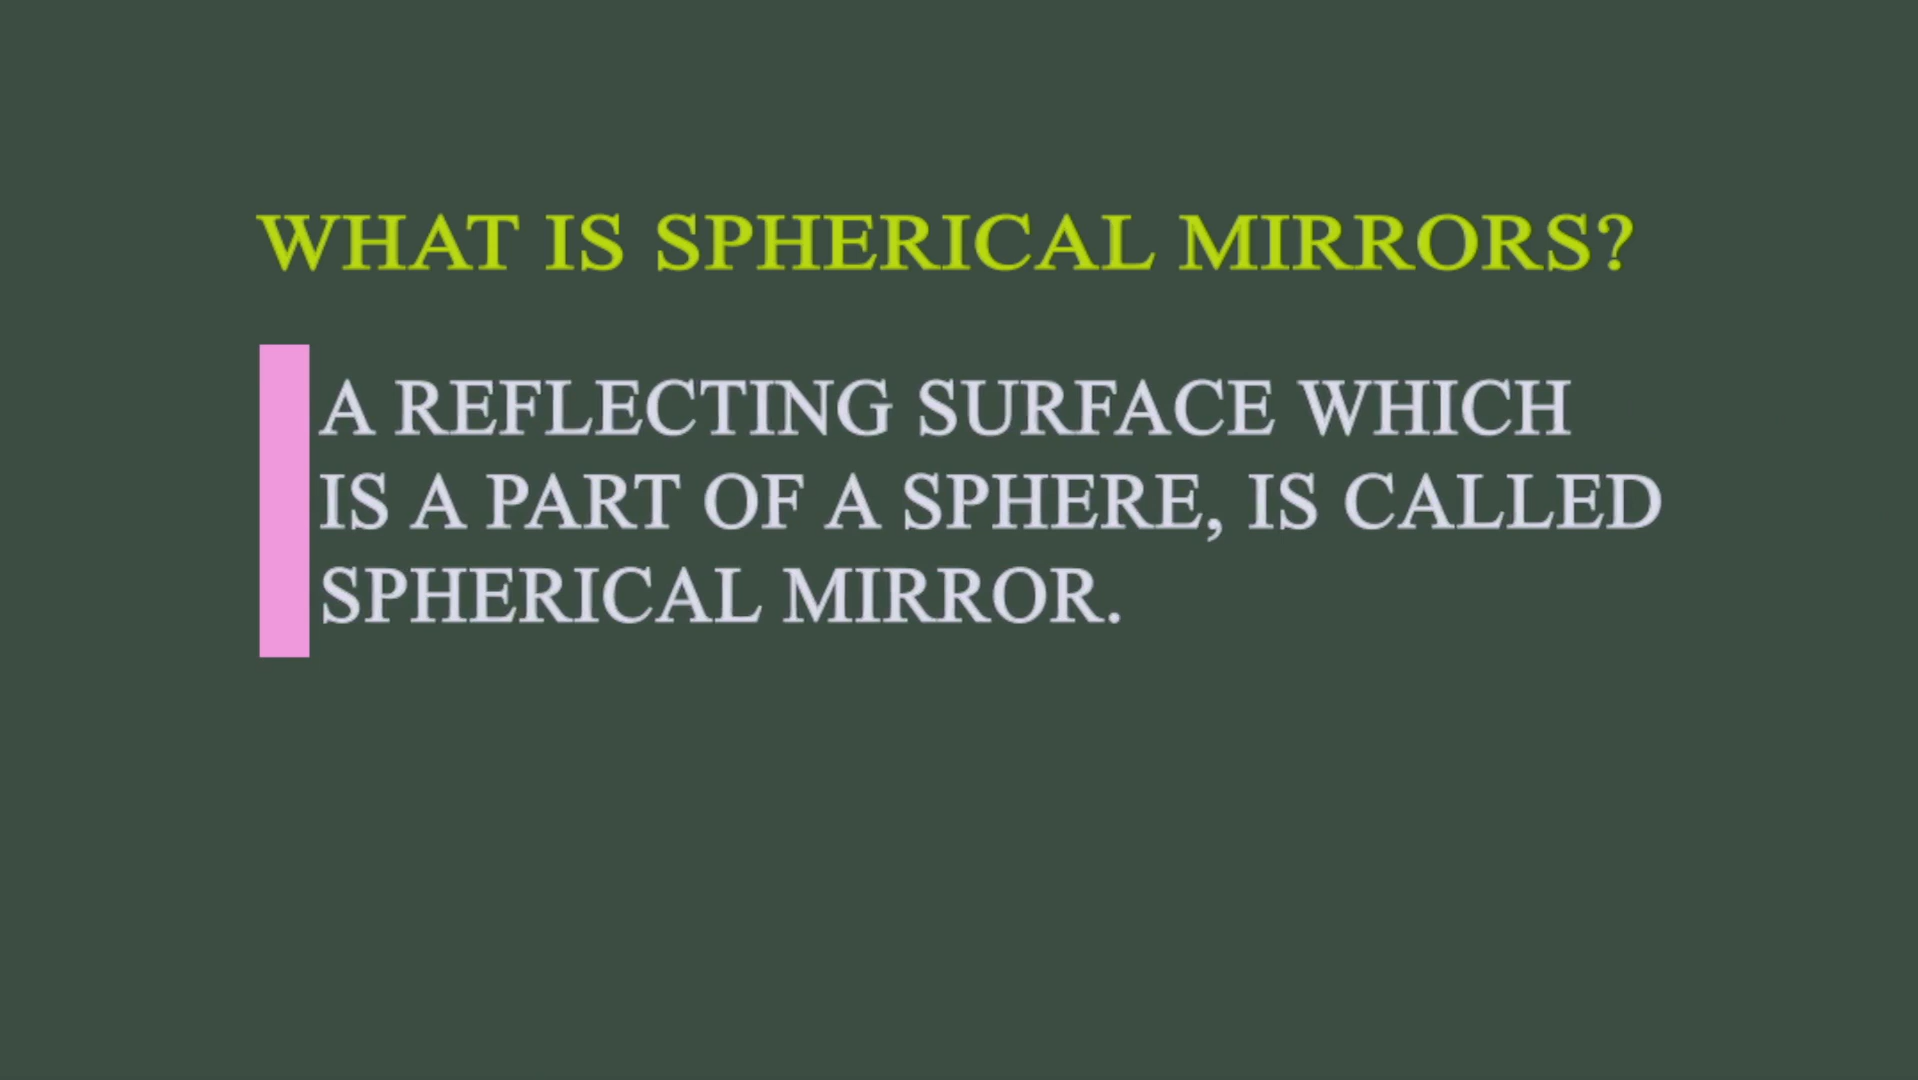 WHAT IS SPHERICAL MIRRORS?
A REFLECTING SURFACE WHICH
IS A PART OF A SPHERE, IS CALLED
SPHERICAL MIRROR.